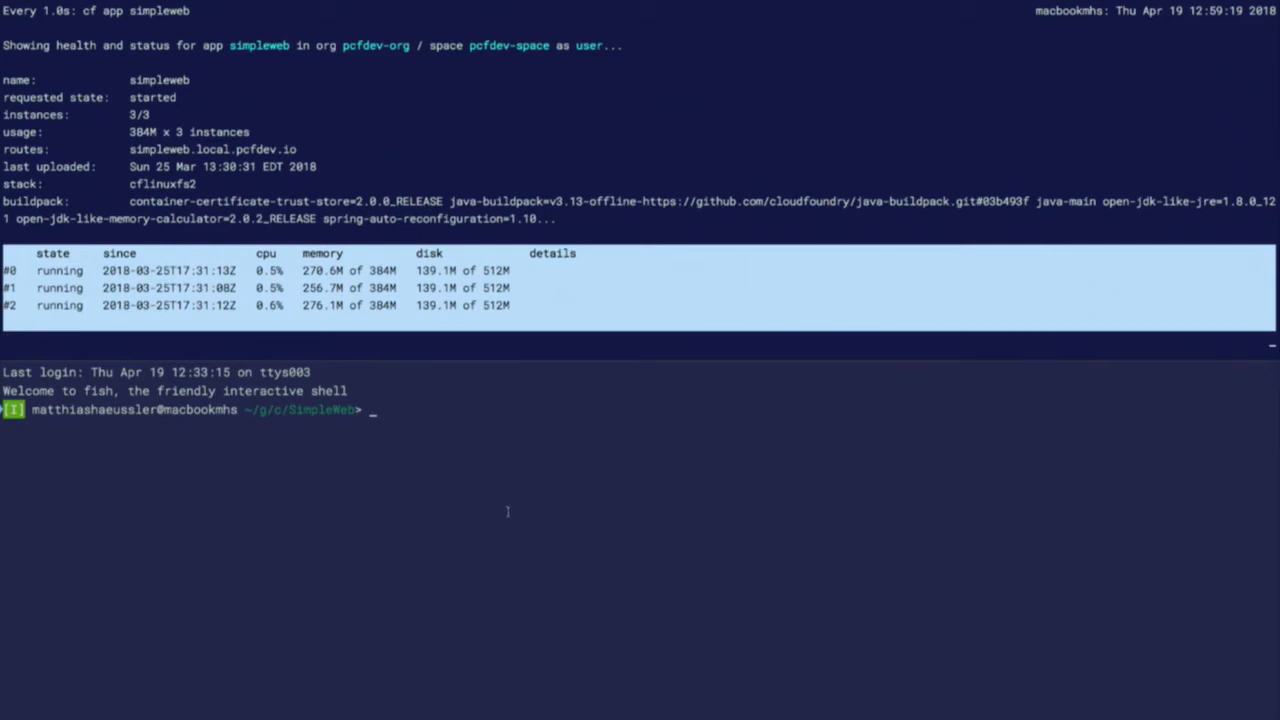 Every 1.0s: cf app simpleweb macbookmhs: Thu Apr 19 12:59:19 2018
Showing health and status for app simpleweb in org pcfdev-org / space pcfdev-space as user...
name: simpleweb
requested state: started
instances: 3/3
usage: 384M x 3 instances
routes: simpleweb.local.pcfdev.io
last uploaded: Sun 25 Mar 13:30:31 EDT 2018
stack: cflinuxfs2
buildpack: container-certificate-trust-store=2.0.0_RELEASE java-buildpack=v3.13-offline-https://github.com/cloudfoundry/java-buildpack.git#03b493f java-main open-jdk-like-jre=1.8.0_12
1 open-jdk-like-memory-calculator=2.0.2_RELEASE spring-auto-reconfiguration=1.10...
state since cpu memory disk details
#0 running 2018-03-25T17:31:13Z 0.5% 270.6M of 384M 139.1M of 512M
#1 running 2018-03-25T17:31:08Z 0.5% 256.7M of 384M 139.1M of 512M
#2 running 2018-03-25T17:31:12Z 0.6% 276.1M of 384M 139.1M of 512M
Last login: Thu Apr 19 12:33:15 on ttys003
Welcome to fish, the friendly interactive shell
[I] matthiashaeussler@macbookmhs ~/g/c/SimpleWeb> _